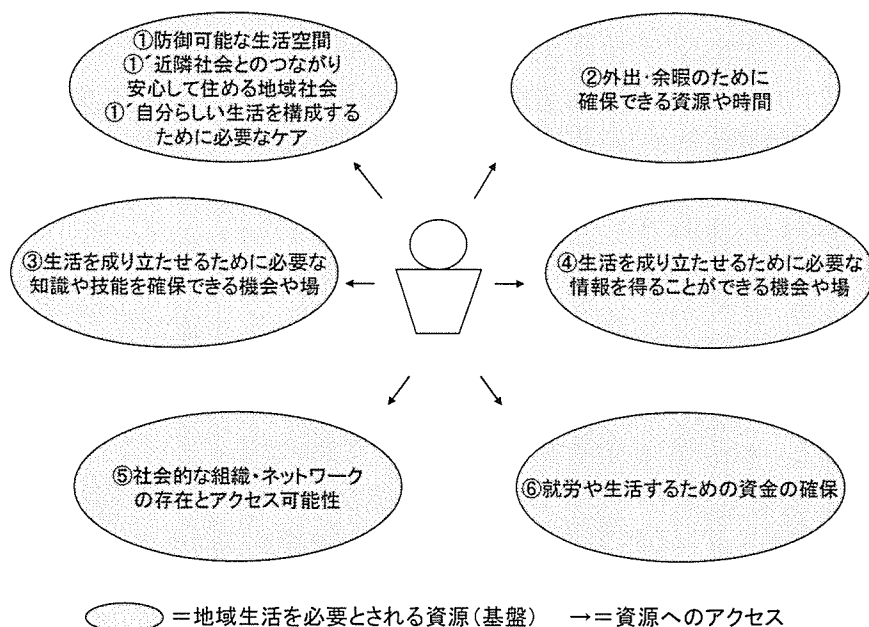 ①防御可能な生活空間
①´近隣社会とのつながり
安心して住める地域社会
①´自分らしい生活を構成する
ために必要なケア
②外出・余暇のために
確保できる資源や時間
③生活を成り立たせるために必要な
知識や技能を確保できる機会や場
④生活を成り立たせるために必要な
情報を得ることができる機会や場
⑤社会的な組織・ネットワーク
の存在とアクセス可能性
⑥就労や生活するための資金の確保
=地域生活を必要とされる資源(基盤) →=資源へのアクセス